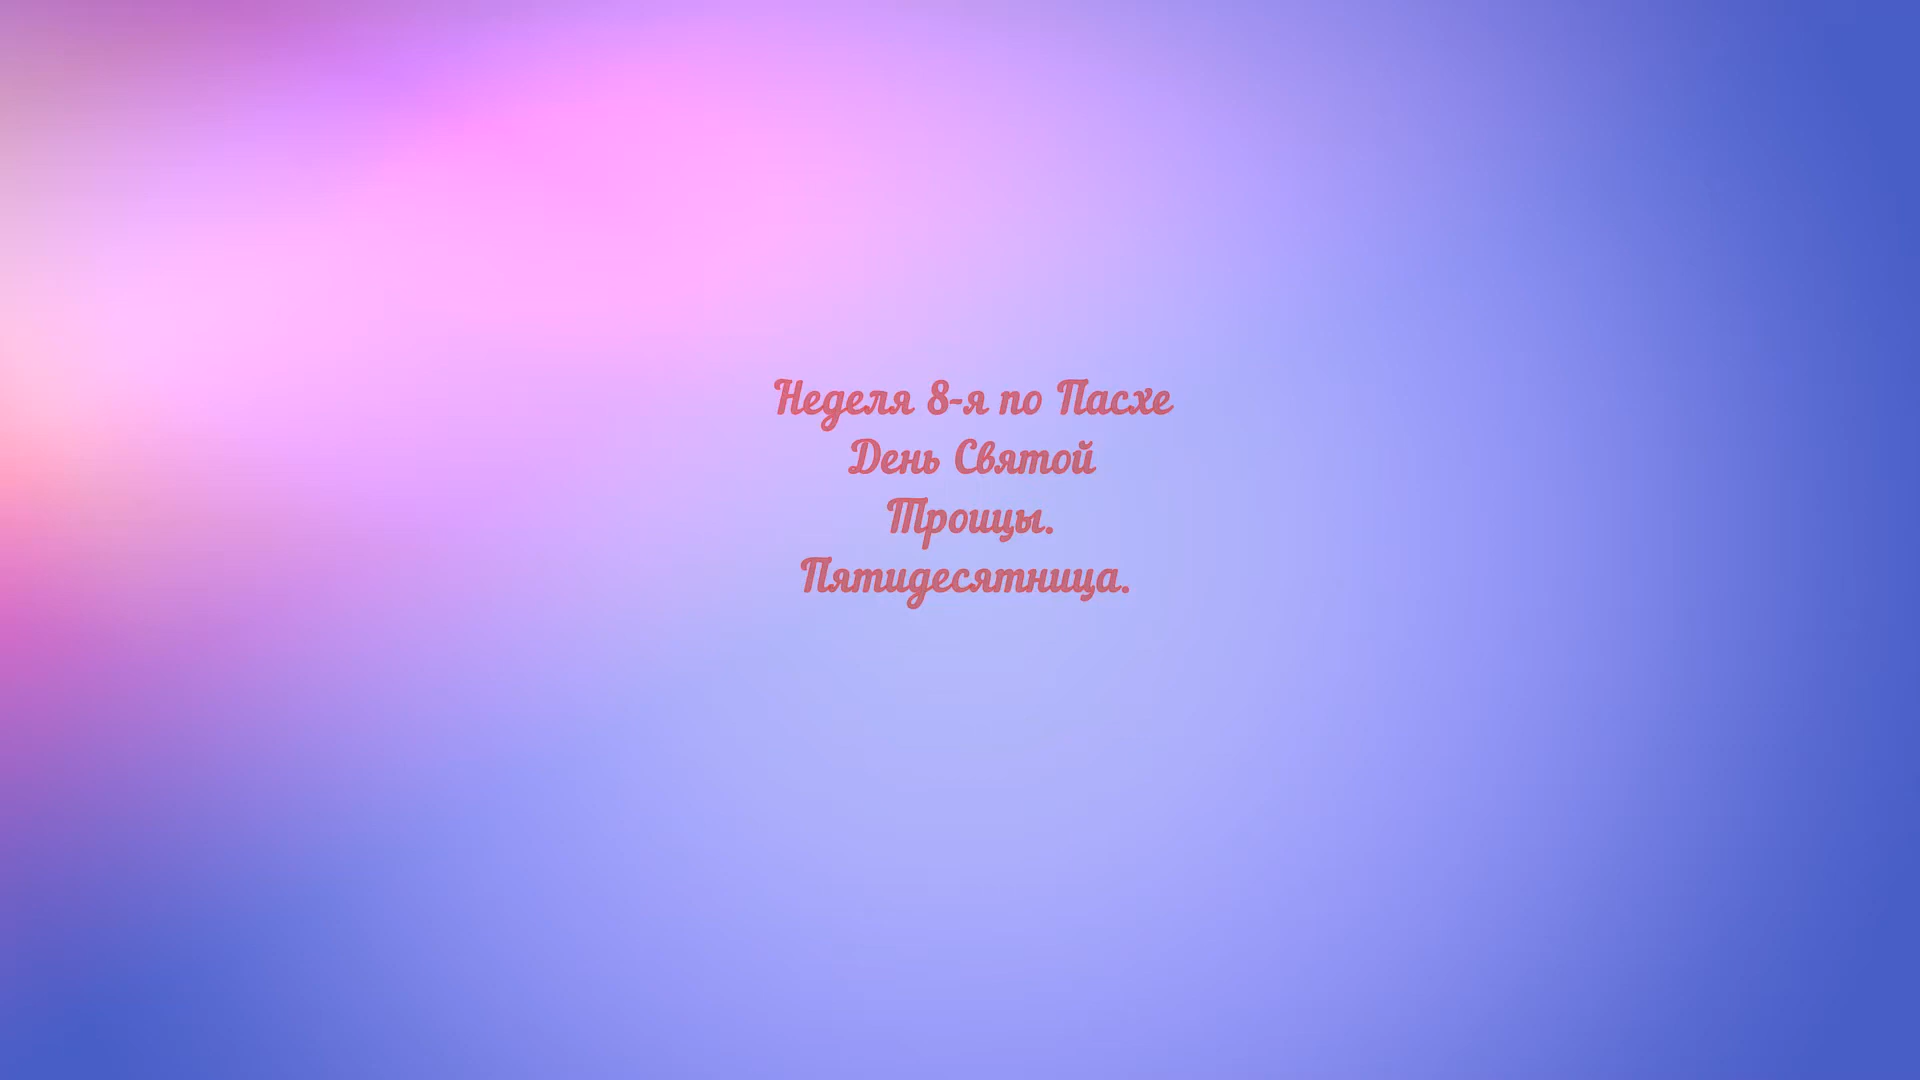 Неделя 8-я по Пасхе
День Святой
Троицы.
Пятидесятница.